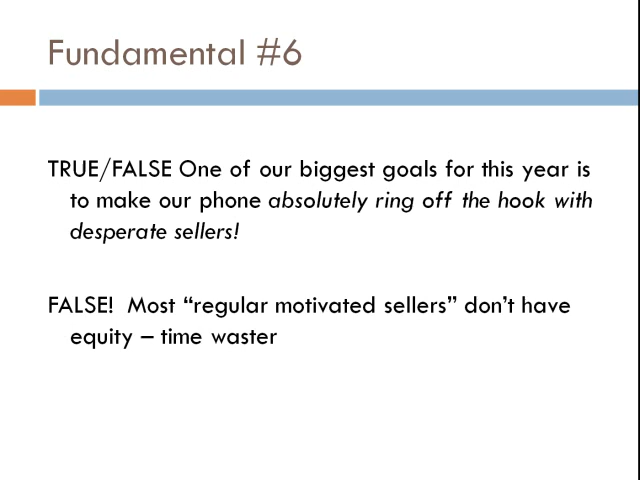 Fundamental #6
TRUE/FALSE One of our biggest goals for this year is
to make our phone absolutely ring off the hook with
desperate sellers!
FALSE!  Most “regular motivated sellers” don’t have
equity – time waster